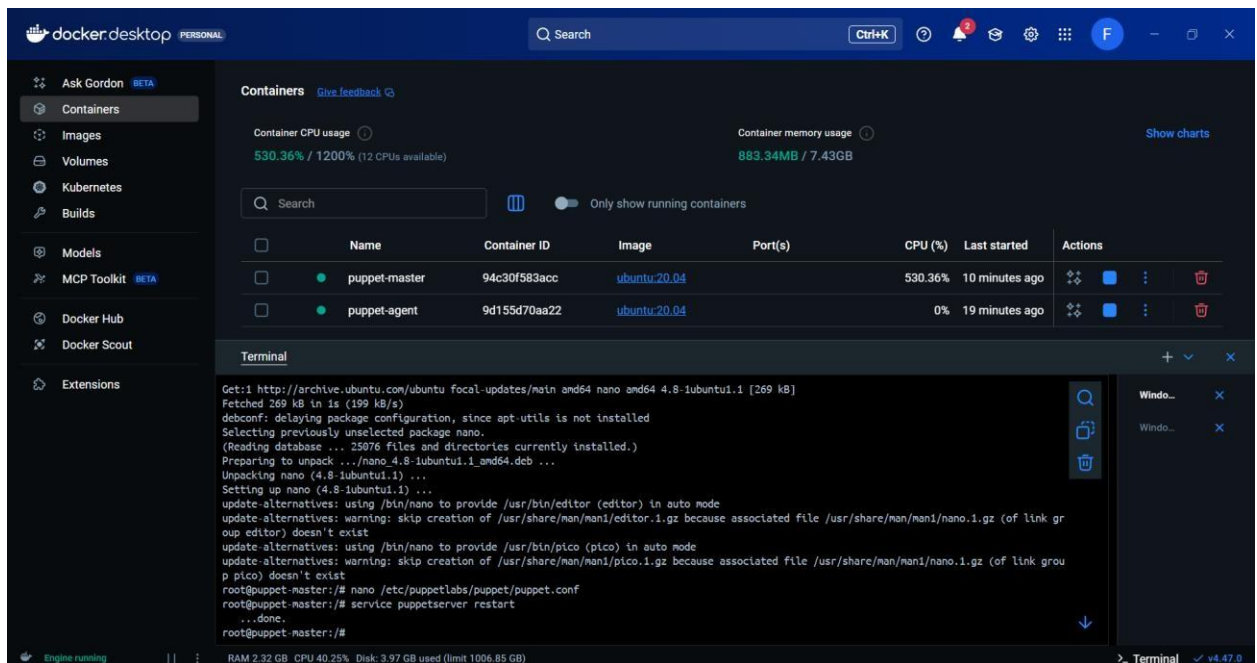 docker.desktop PERSONAL
Search
Ctrl+K
2
F
Ask Gordon BETA
Containers
Images
Volumes
Kubernetes
Builds
Models
MCP Toolkit BETA
Docker Hub
Docker Scout
Extensions
Containers Give feedback
Container CPU usage
530.36% / 1200% (12 CPUs available)
Container memory usage
883.34MB / 7.43GB
Show charts
Search
Only show running containers
Name Container ID Image Port(s) CPU (%) Last started Actions
puppet-master 94c30f583acc ubuntu:20.04 530.36% 10 minutes ago
puppet-agent 9d155d70aa22 ubuntu:20.04 0% 19 minutes ago
Terminal
Get:1 http://archive.ubuntu.com/ubuntu focal-updates/main amd64 nano amd64 4.8-1ubuntu1.1 [269 kB]
Fetched 269 kB in 1s (199 kB/s)
debconf: delaying package configuration, since apt-utils is not installed
Selecting previously unselected package nano.
(Reading database ... 25076 files and directories currently installed.)
Preparing to unpack .../nano_4.8-1ubuntu1.1_amd64.deb ...
Unpacking nano (4.8-1ubuntu1.1) ...
Setting up nano (4.8-1ubuntu1.1) ...
update-alternatives: using /bin/nano to provide /usr/bin/editor (editor) in auto mode
update-alternatives: warning: skip creation of /usr/share/man/man1/editor.1.gz because associated file /usr/share/man/man1/nano.1.gz (of link gr
oup editor) doesn't exist
update-alternatives: using /bin/nano to provide /usr/bin/pico (pico) in auto mode
update-alternatives: warning: skip creation of /usr/share/man/man1/pico.1.gz because associated file /usr/share/man/man1/nano.1.gz (of link grou
p pico) doesn't exist
root@puppet-master:/# nano /etc/puppetlabs/puppet/puppet.conf
root@puppet-master:/# service puppetserver restart
...done.
root@puppet-master:/#
Windo...
Windo...
Engine running
RAM 2.32 GB CPU 40.25% Disk: 3.97 GB used (limit 1006.85 GB)
Terminal
v4.47.0